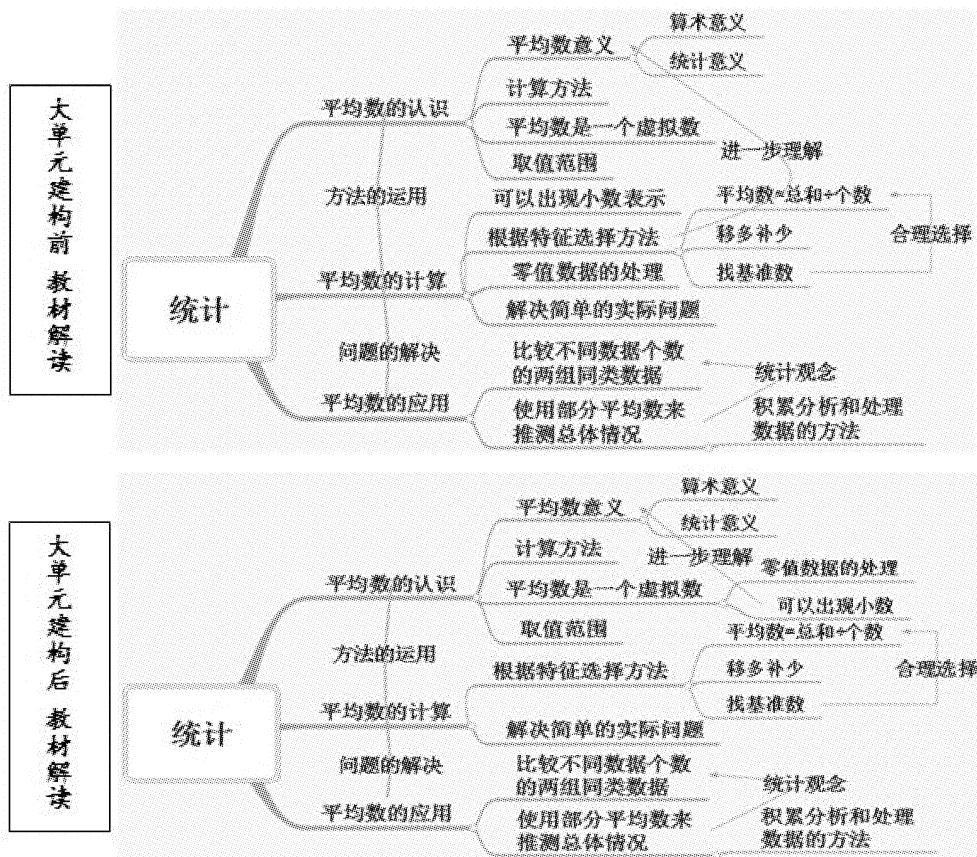 大单元建构前 教材解读
统计
平均数的认识
平均数意义
算术意义
统计意义
计算方法
平均数是一个虚拟数
取值范围
进一步理解
方法的运用
平均数的计算
可以出现小数表示
根据特征选择方法
平均数=总和÷个数
移多补少
找基准数
合理选择
零值数据的处理
解决简单的实际问题
问题的解决
平均数的应用
比较不同数据个数
的两组同类数据
使用部分平均数来
推测总体情况
统计观念
积累分析和处理
数据的方法
大单元建构后 教材解读
统计
平均数的认识
平均数意义
算术意义
统计意义
计算方法
进一步理解
平均数是一个虚拟数
零值数据的处理
可以出现小数
取值范围
方法的运用
平均数的计算
根据特征选择方法
平均数=总和÷个数
移多补少
找基准数
合理选择
解决简单的实际问题
问题的解决
平均数的应用
比较不同数据个数
的两组同类数据
使用部分平均数来
推测总体情况
统计观念
积累分析和处理
数据的方法